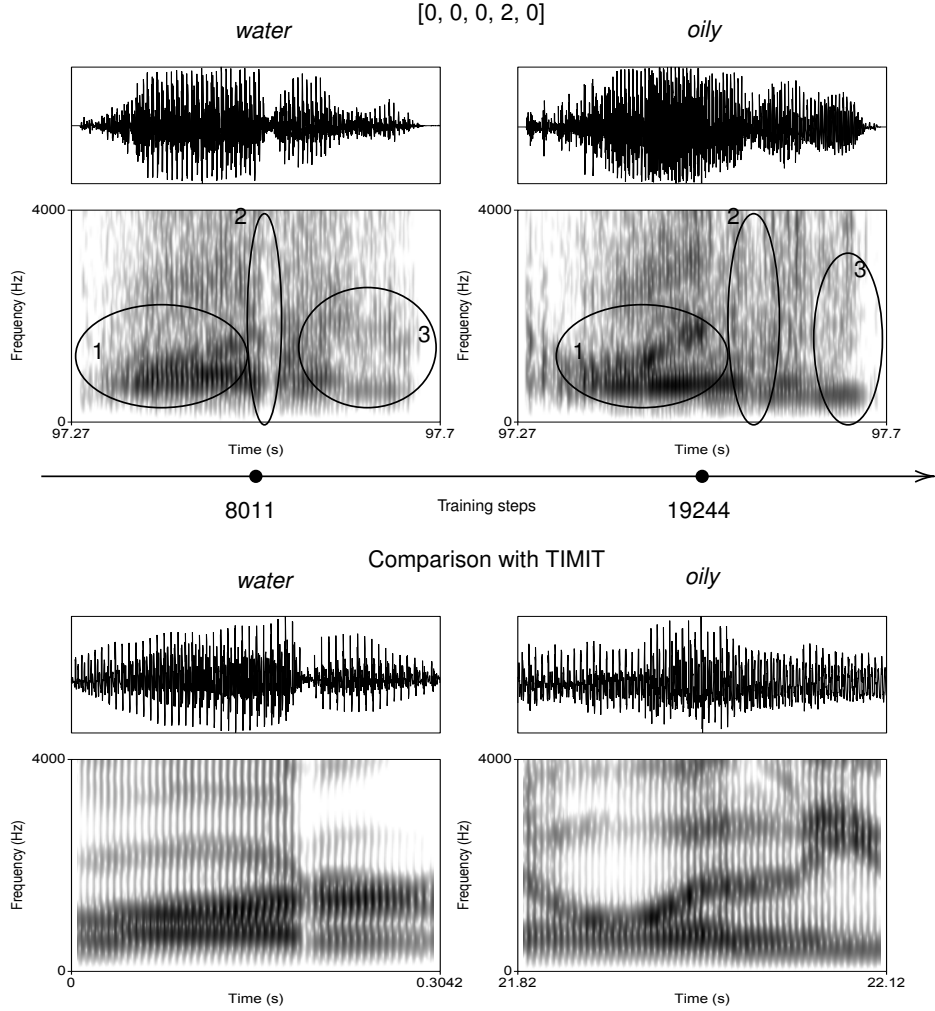 [0, 0, 0, 2, 0]
water
oily
4000
Frequency (Hz)
0
1
2
3
97.27
97.7
Time (s)
4000
Frequency (Hz)
0
1
2
3
97.27
97.7
Time (s)
8011
Training steps
19244
Comparison with TIMIT
water
oily
4000
Frequency (Hz)
0
0
0.3042
Time (s)
4000
Frequency (Hz)
0
21.82
22.12
Time (s)